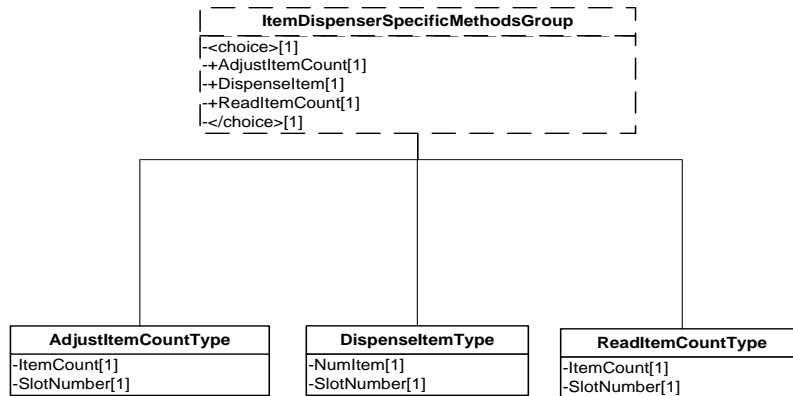 ItemDispenserSpecificMethodsGroup
-<choice>[1]
-+AdjustItemCount[1]
-+DispenseItem[1]
-+ReadItemCount[1]
-</choice>[1]
AdjustItemCountType
-ItemCount[1]
-SlotNumber[1]
DispenseItemType
-NumItem[1]
-SlotNumber[1]
ReadItemCountType
-ItemCount[1]
-SlotNumber[1]